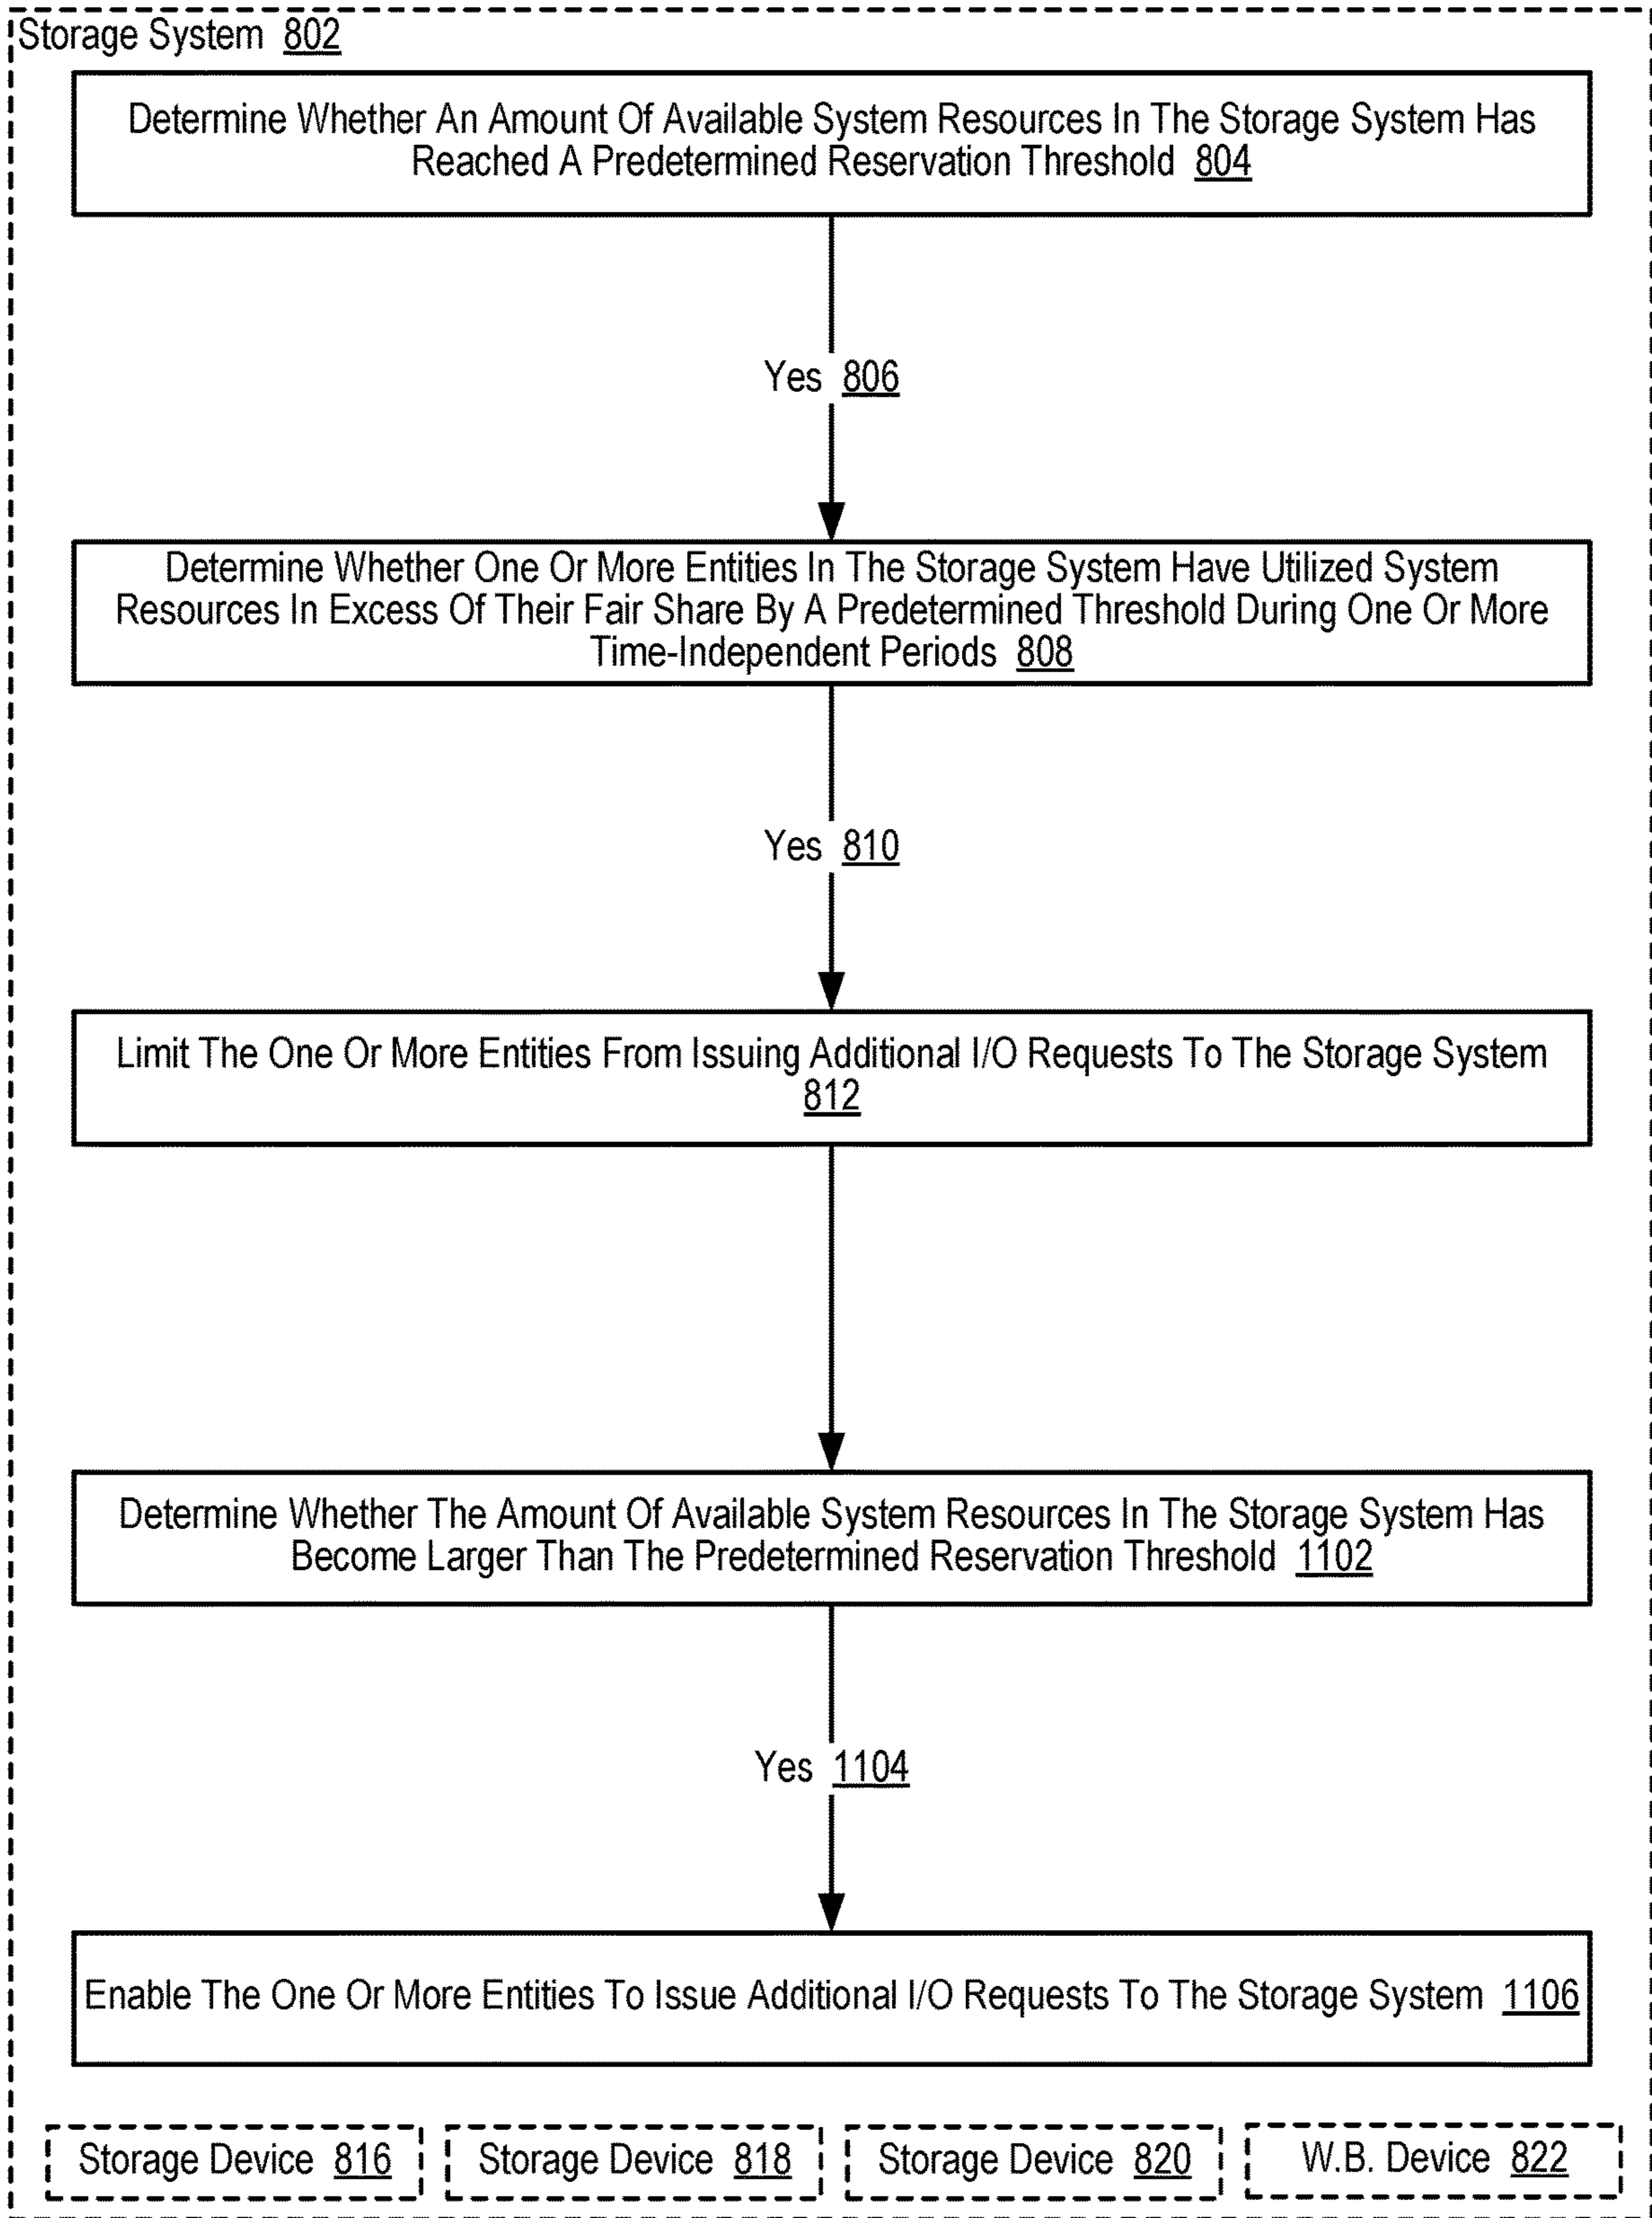 Storage System 802
Determine Whether An Amount Of Available System Resources In The Storage System Has
Reached A Predetermined Reservation Threshold 804
Yes 806
Determine Whether One Or More Entities In The Storage System Have Utilized System
Resources In Excess Of Their Fair Share By A Predetermined Threshold During One Or More
Time-Independent Periods 808
Yes 810
Limit The One Or More Entities From Issuing Additional I/O Requests To The Storage System
812
Determine Whether The Amount Of Available System Resources In The Storage System Has
Become Larger Than The Predetermined Reservation Threshold 1102
Yes 1104
Enable The One Or More Entities To Issue Additional I/O Requests To The Storage System 1106
Storage Device 816
Storage Device 818
Storage Device 820
W.B. Device 822